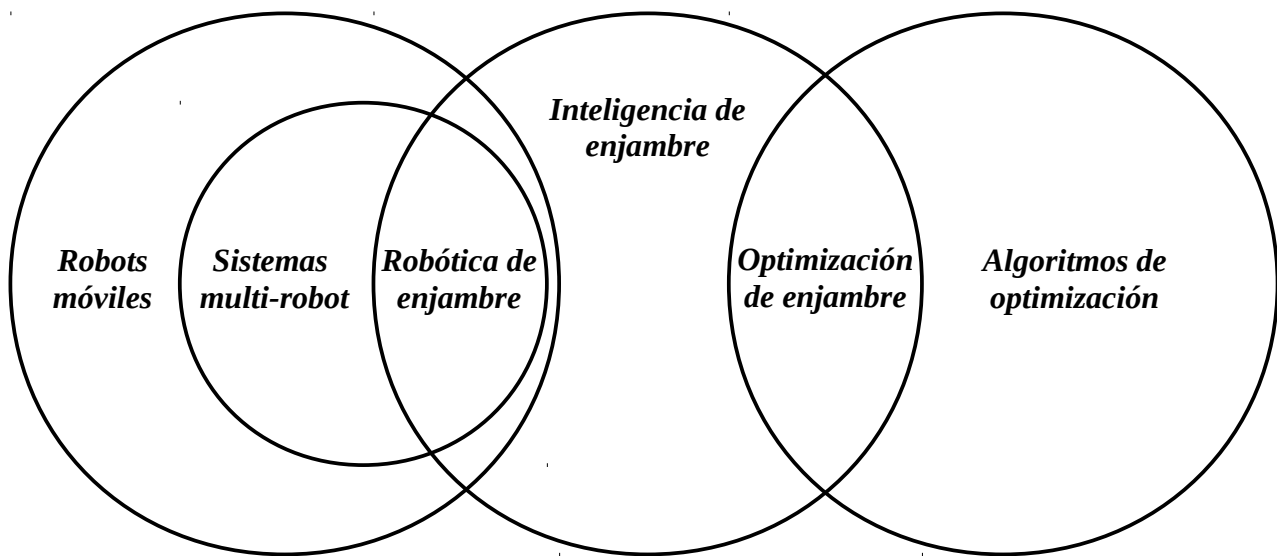 Inteligencia de
enjambre
Robots
móviles
Sistemas
multi-robot
Robótica de
enjambre
Optimización
de enjambre
Algoritmos de
optimización